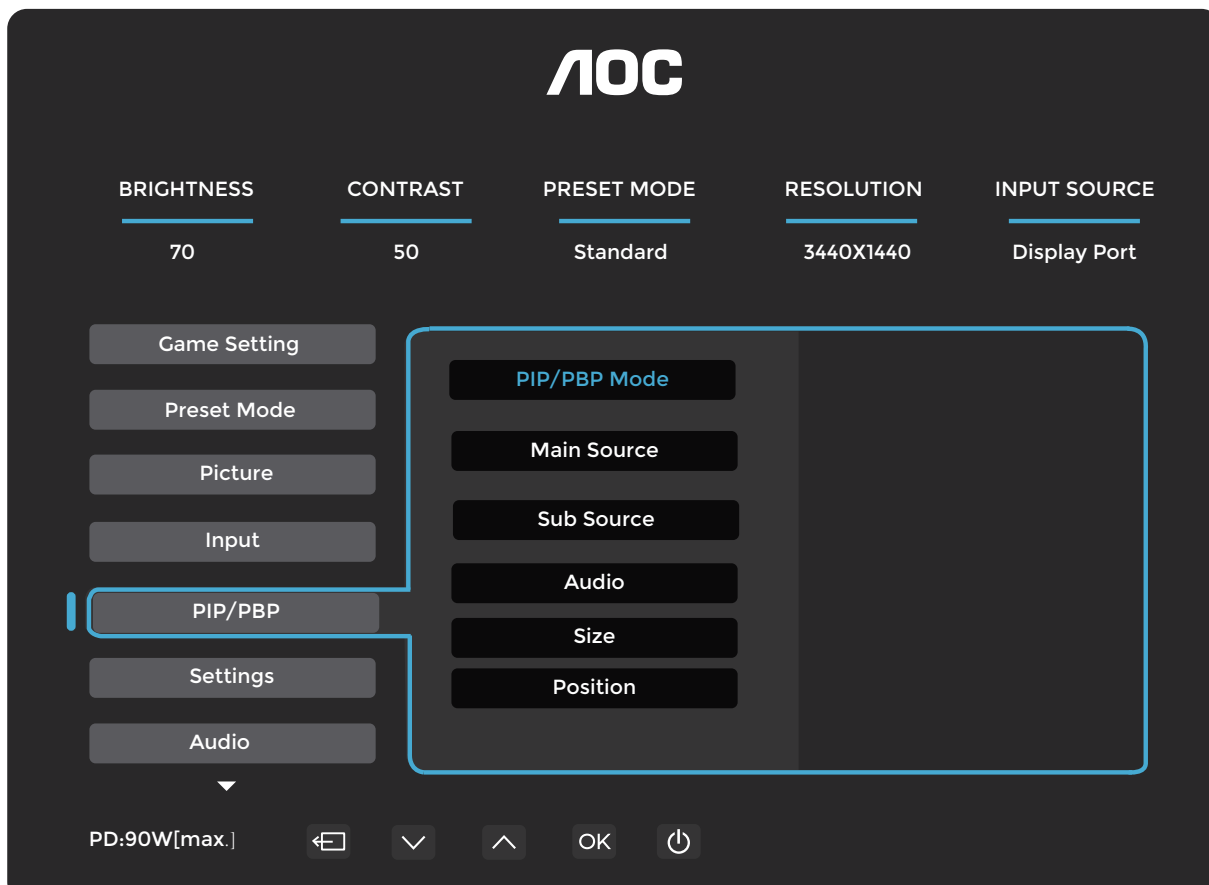 AOC
BRIGHTNESS CONTRAST PRESET MODE RESOLUTION INPUT SOURCE
70 50 Standard 3440X1440 Display Port
Game Setting
Preset Mode
Picture
Input
PIP/PBP
Settings
Audio
PIP/PBP Mode
Main Source
Sub Source
Audio
Size
Position
PD:90W[max.] OK